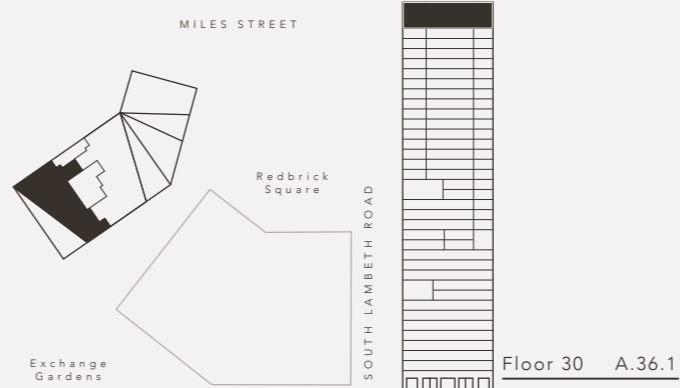 MILES STREET
Redbrick
Square
SOUTH LAMBETH ROAD
Exchange
Gardens
Floor 30 A.36.1